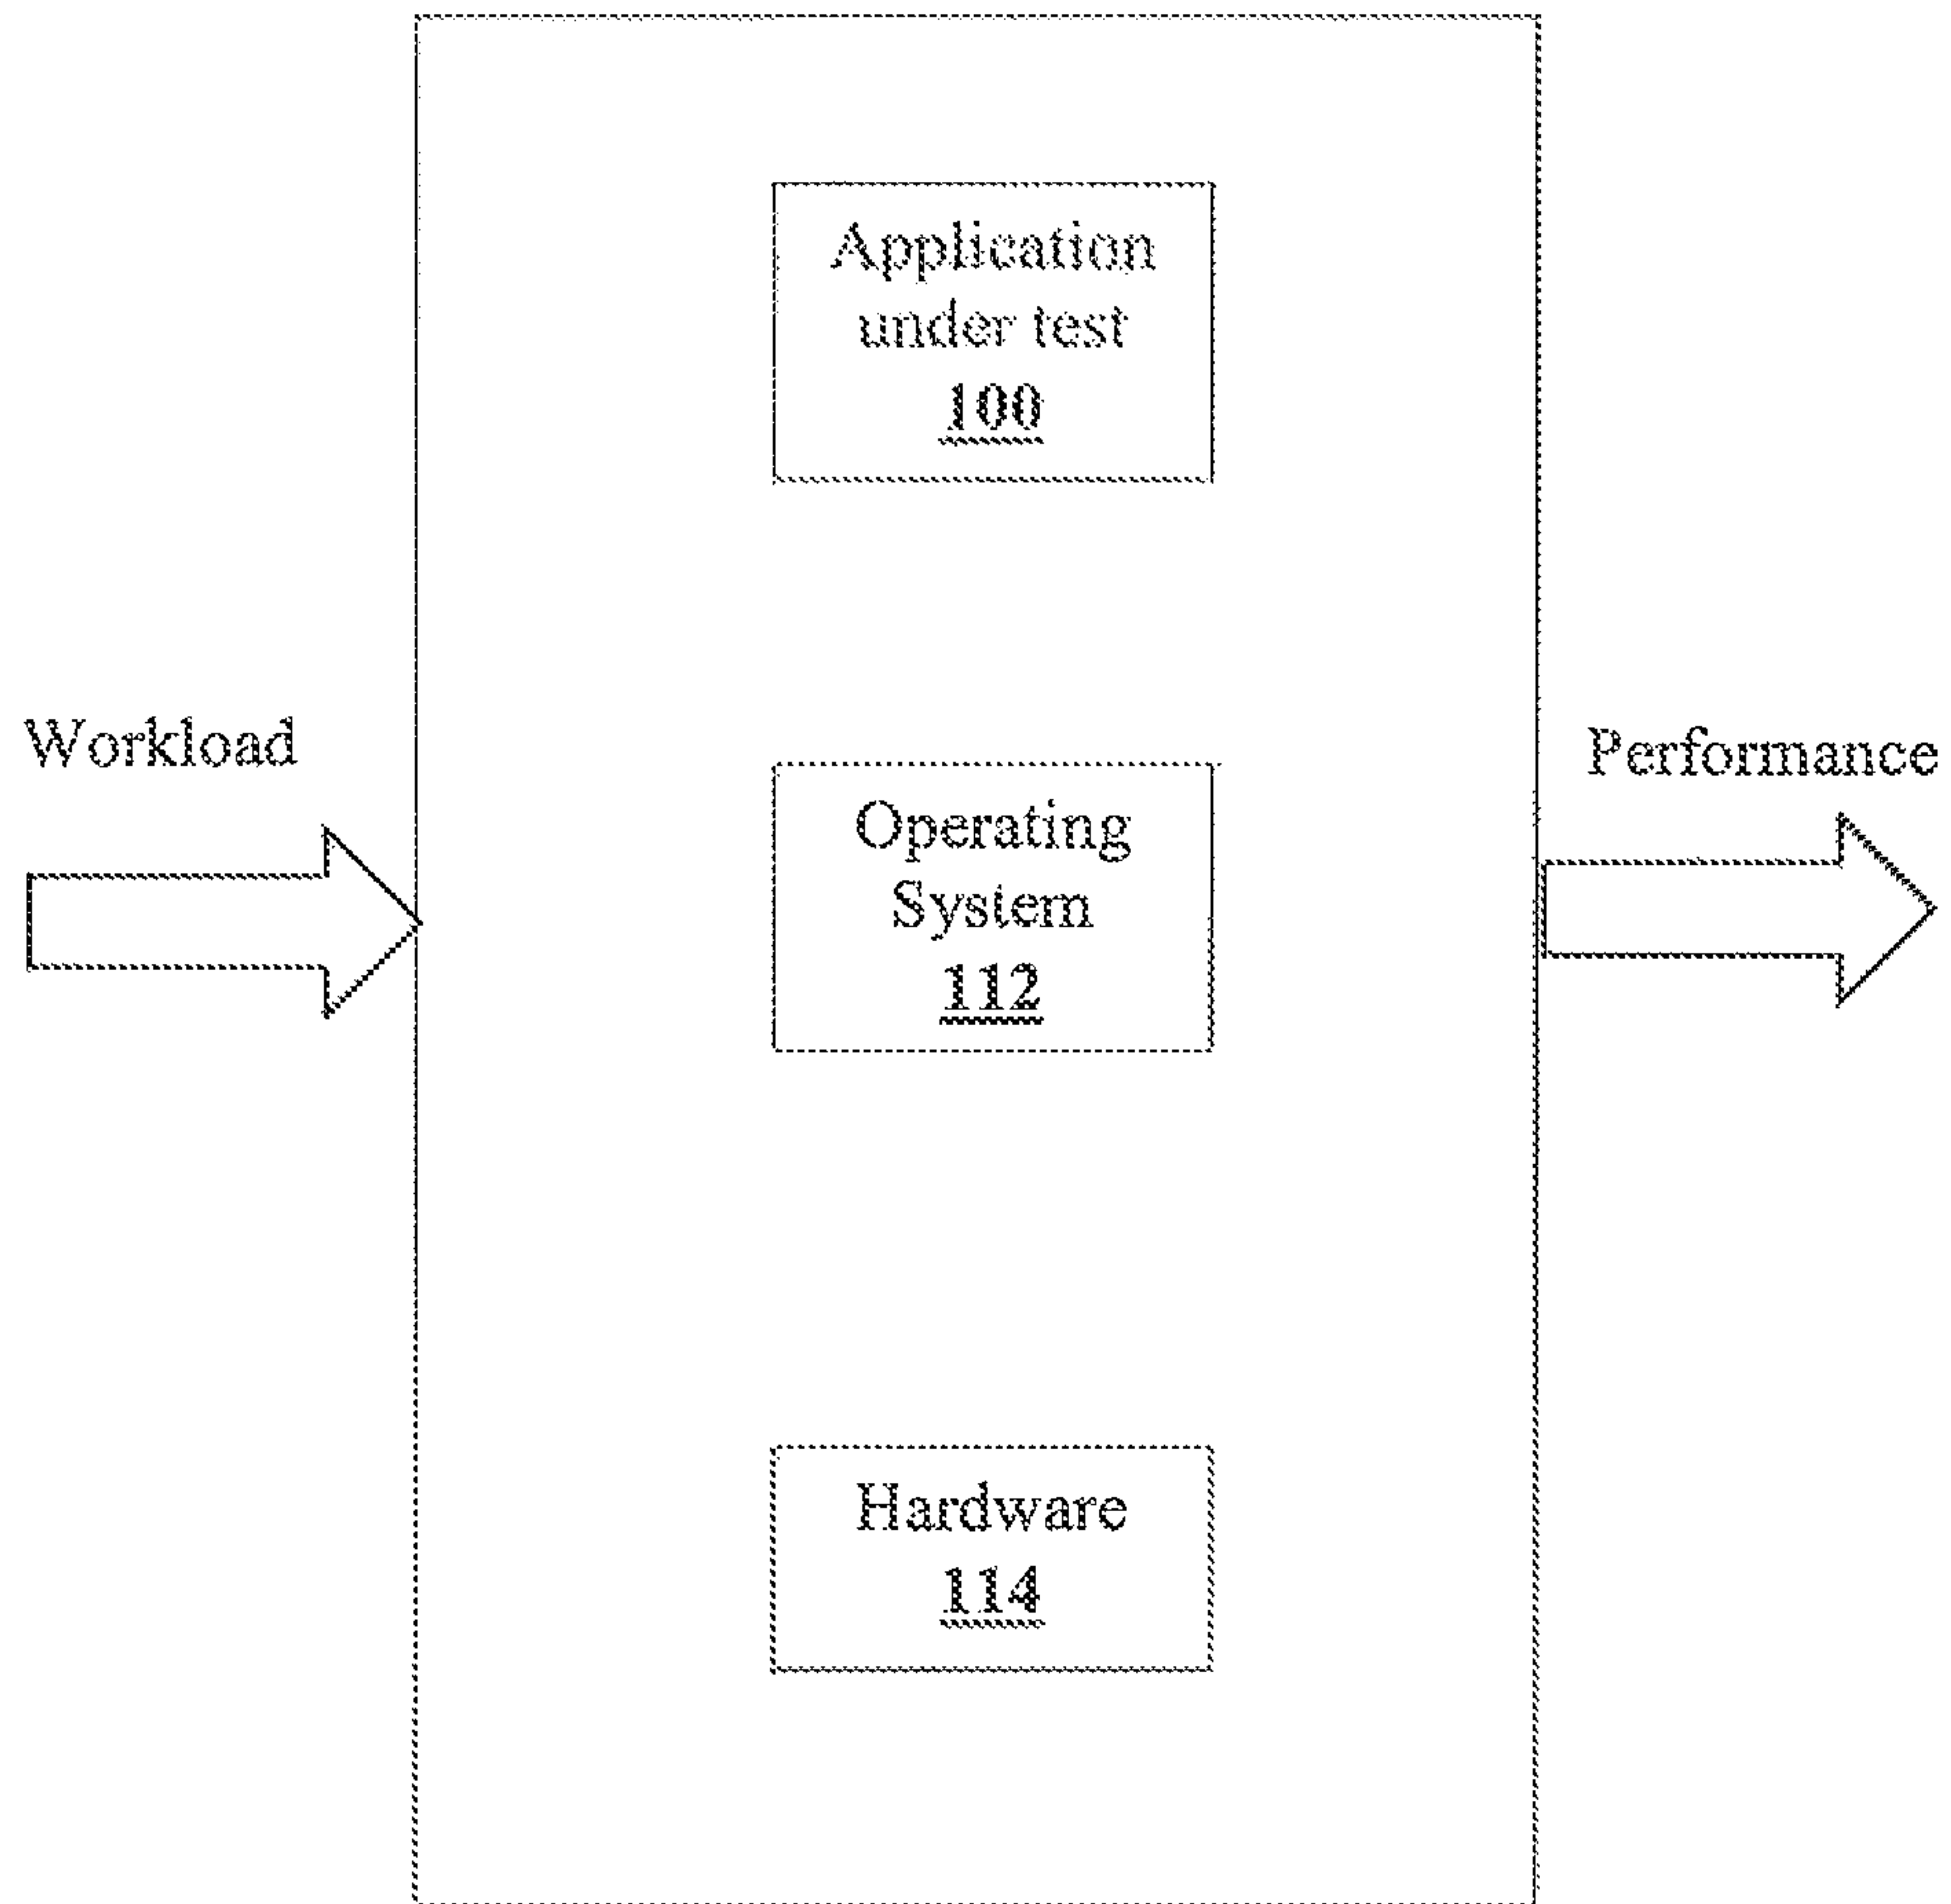 Application
under test
100
Workload
Performance
Operating
System
112
Hardware
114